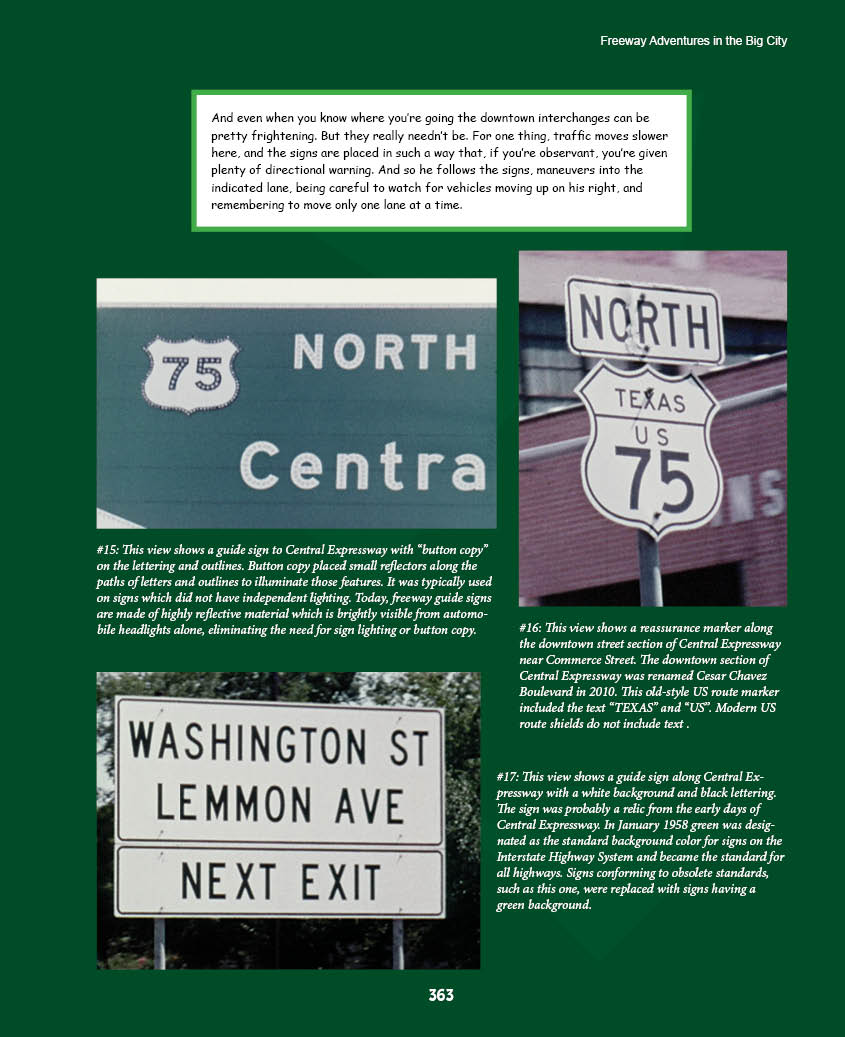 Freeway Adventures in the Big City
And even when you know where you're going the downtown interchanges can be
pretty frightening. But they really needn't be. For one thing, traffic moves slower
here, and the signs are placed in such a way that, if you're observant, you're given
plenty of directional warning. And so he follows the signs, maneuvers into the
indicated lane, being careful to watch for vehicles moving up on his right, and
remembering to move only one lane at a time.
75
NORTH
Centra
#15: This view shows a guide sign to Central Expressway with “button copy”
on the lettering and outlines. Button copy placed small reflectors along the
paths of letters and outlines to illuminate those features. It was typically used
on signs which did not have independent lighting. Today, freeway guide signs
are made of highly reflective material which is brightly visible from automo-
bile headlights alone, eliminating the need for sign lighting or button copy.
NORTH
TEXAS
US
75
NS
#16: This view shows a reassurance marker along
the downtown street section of Central Expressway
near Commerce Street. The downtown section of
Central Expressway was renamed Cesar Chavez
Boulevard in 2010. This old-style US route marker
included the text “TEXAS” and “US”. Modern US
route shields do not include text .
WASHINGTON ST
LEMMON AVE
NEXT EXIT
#17: This view shows a guide sign along Central Ex-
pressway with a white background and black lettering.
The sign was probably a relic from the early days of
Central Expressway. In January 1958 green was desig-
nated as the standard background color for signs on the
Interstate Highway System and became the standard for
all highways. Signs conforming to obsolete standards,
such as this one, were replaced with signs having a
green background.
363